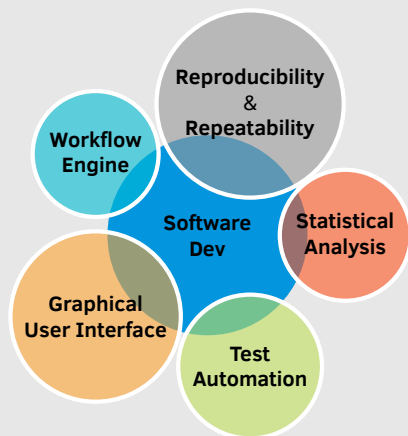 Reproducibility
&
Repeatability
Workflow
Engine
Software
Dev
Statistical
Analysis
Graphical
User Interface
Test
Automation